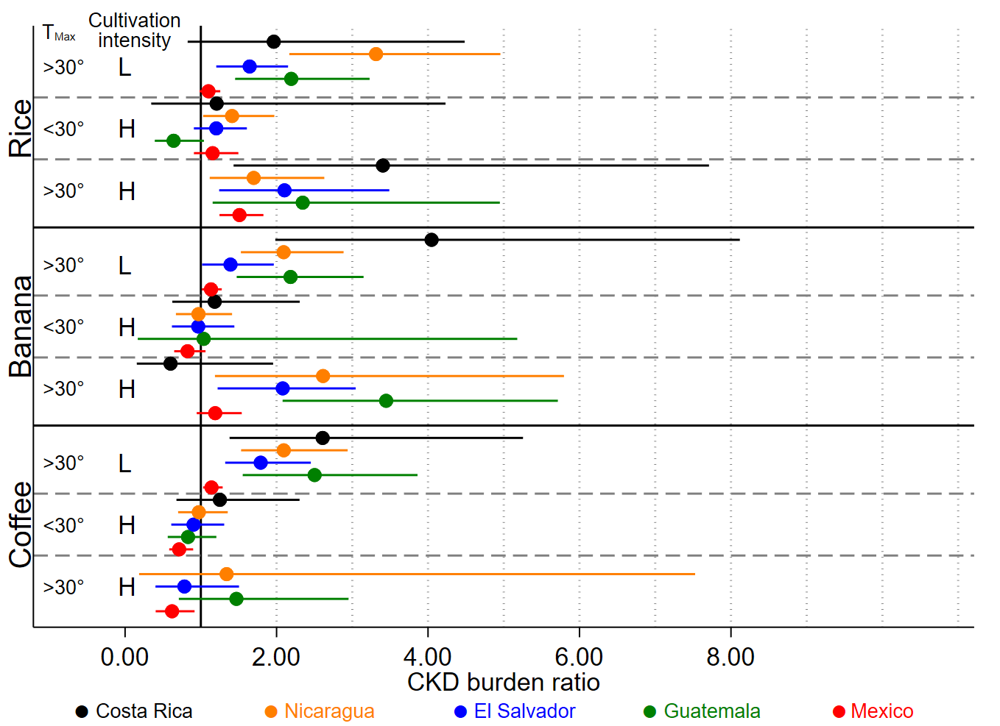 T Max
Cultivation
intensity
Rice
>30° L
<30° H
>30° H
Banana
>30° L
<30° H
>30° H
Coffee
>30° L
<30° H
>30° H
0.00 2.00 4.00 6.00 8.00
CKD burden ratio
Costa Rica Nicaragua El Salvador Guatemala Mexico